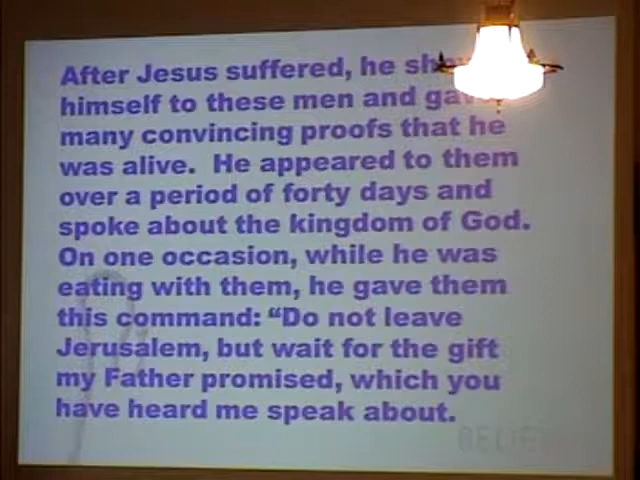 After Jesus suffered, he
himself to these men and
many convincing proofs that he
was alive. He appeared to them
over a period of forty days and
spoke about the kingdom of God.
On one occasion, while he was
eating with them, he gave them
this command: “Do not leave
Jerusalem, but wait for the gift
my Father promised, which you
have heard me speak about.